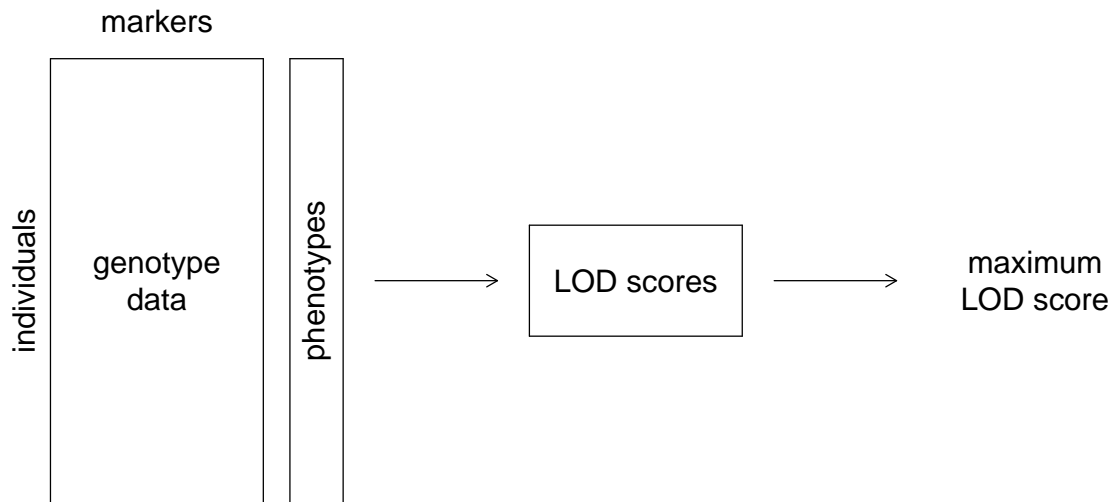 markers
individuals
genotype
data
phenotypes
LOD scores
maximum
LOD score